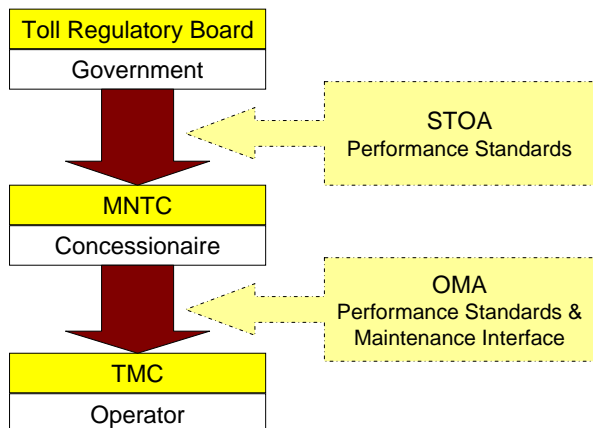 Toll Regulatory Board
Government
STOA
Performance Standards
MNTC
Concessionaire
OMA
Performance Standards &
Maintenance Interface
TMC
Operator